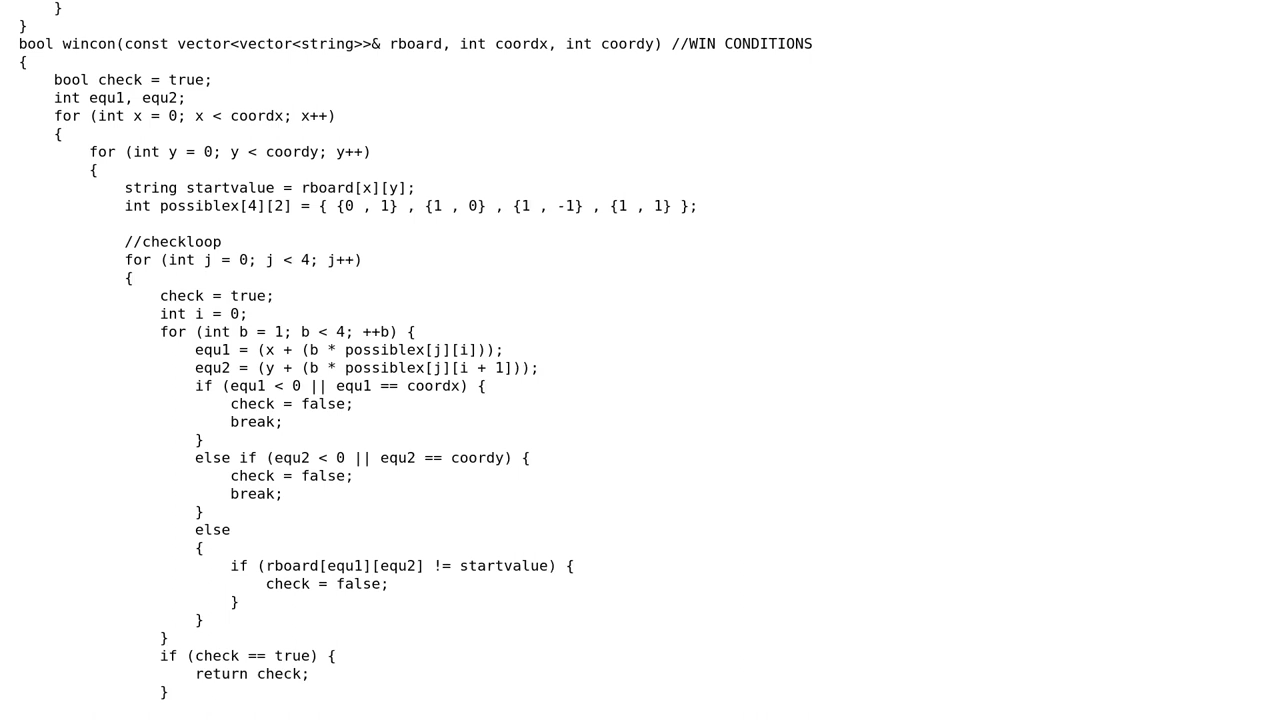 }
}
bool wincon(const vector<vector<string>>& rboard, int coordx, int coordy) //WIN CONDITIONS
{
    bool check = true;
    int equ1, equ2;
    for (int x = 0; x < coordx; x++)
    {
        for (int y = 0; y < coordy; y++)
        {
            string startvalue = rboard[x][y];
            int possiblex[4][2] = { {0 , 1} , {1 , 0} , {1 , -1} , {1 , 1} };

            //checkloop
            for (int j = 0; j < 4; j++)
            {
                check = true;
                int i = 0;
                for (int b = 1; b < 4; ++b) {
                    equ1 = (x + (b * possiblex[j][i]));
                    equ2 = (y + (b * possiblex[j][i + 1]));
                    if (equ1 < 0 || equ1 == coordx) {
                        check = false;
                        break;
                    }
                    else if (equ2 < 0 || equ2 == coordy) {
                        check = false;
                        break;
                    }
                    else
                    {
                        if (rboard[equ1][equ2] != startvalue) {
                            check = false;
                        }
                    }
                }
                if (check == true) {
                    return check;
                }